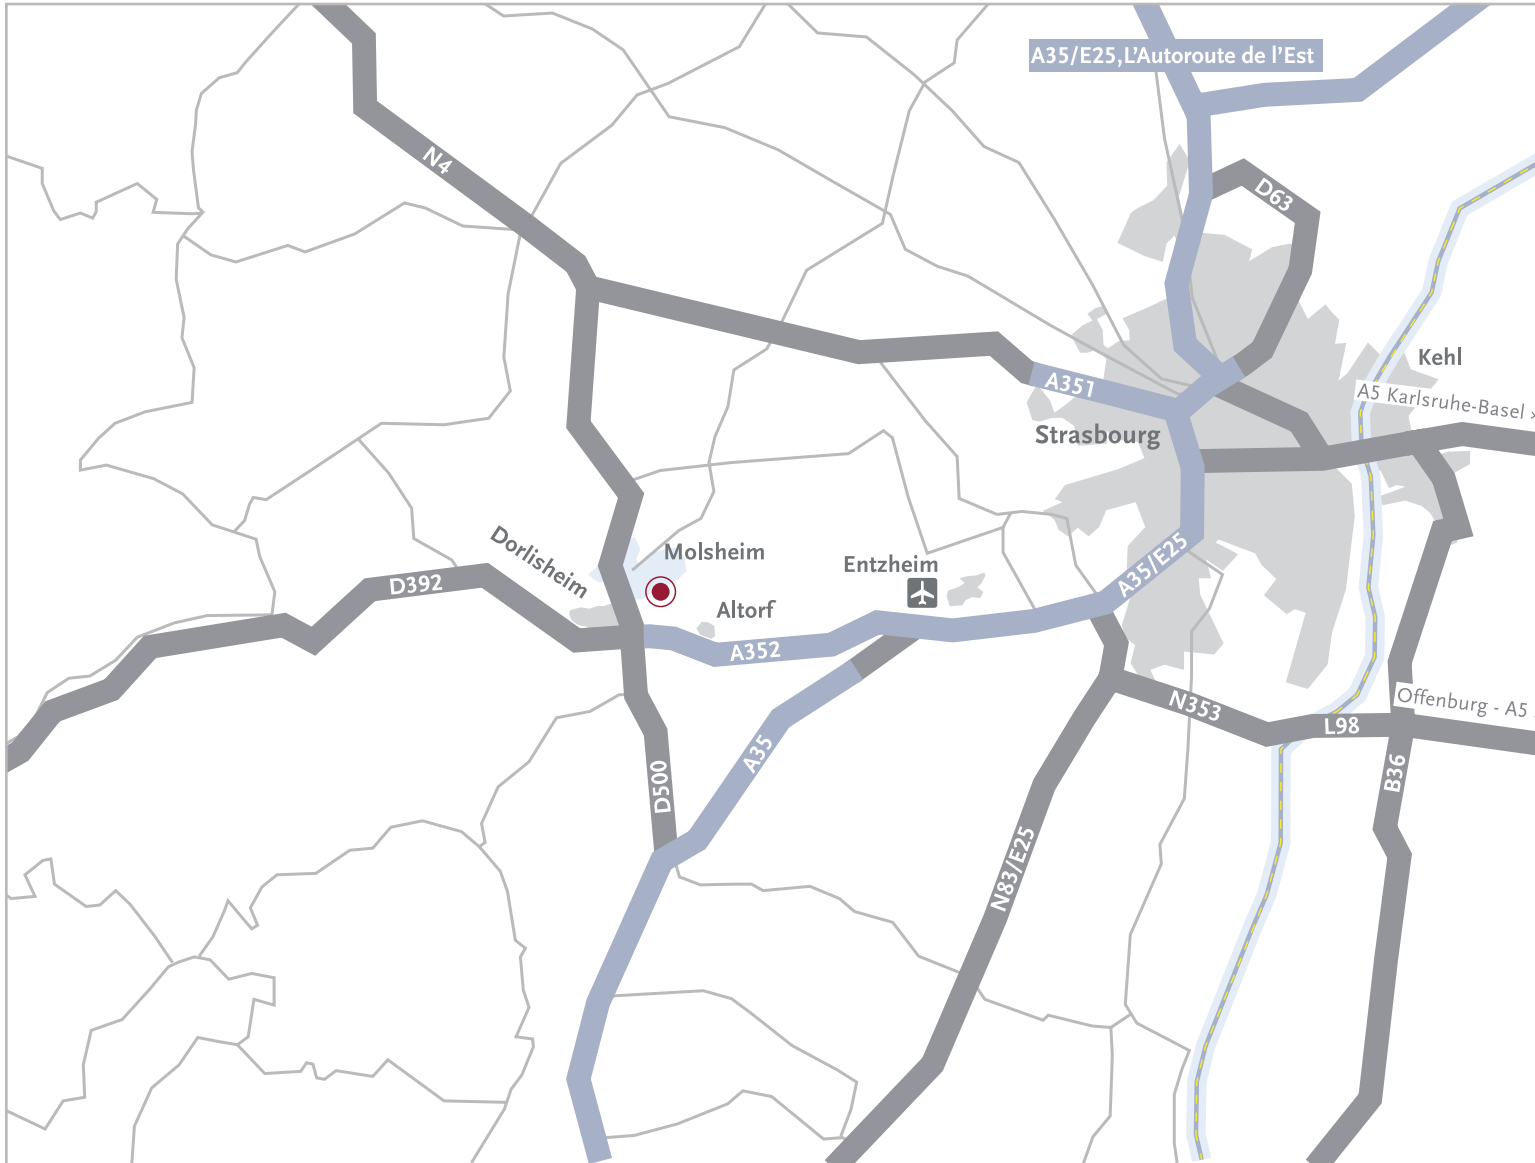 A35/E25,L'Autoroute de l'Est
N4
D63
Kehl
A351
A5 Karlsruhe-Basel »
Strasbourg
Dorlisheim
Molsheim
Entzheim
A35/E25
D392
Altorf
A352
N353
Offenburg - A5
L98
A35
D500
B36
N83/E25